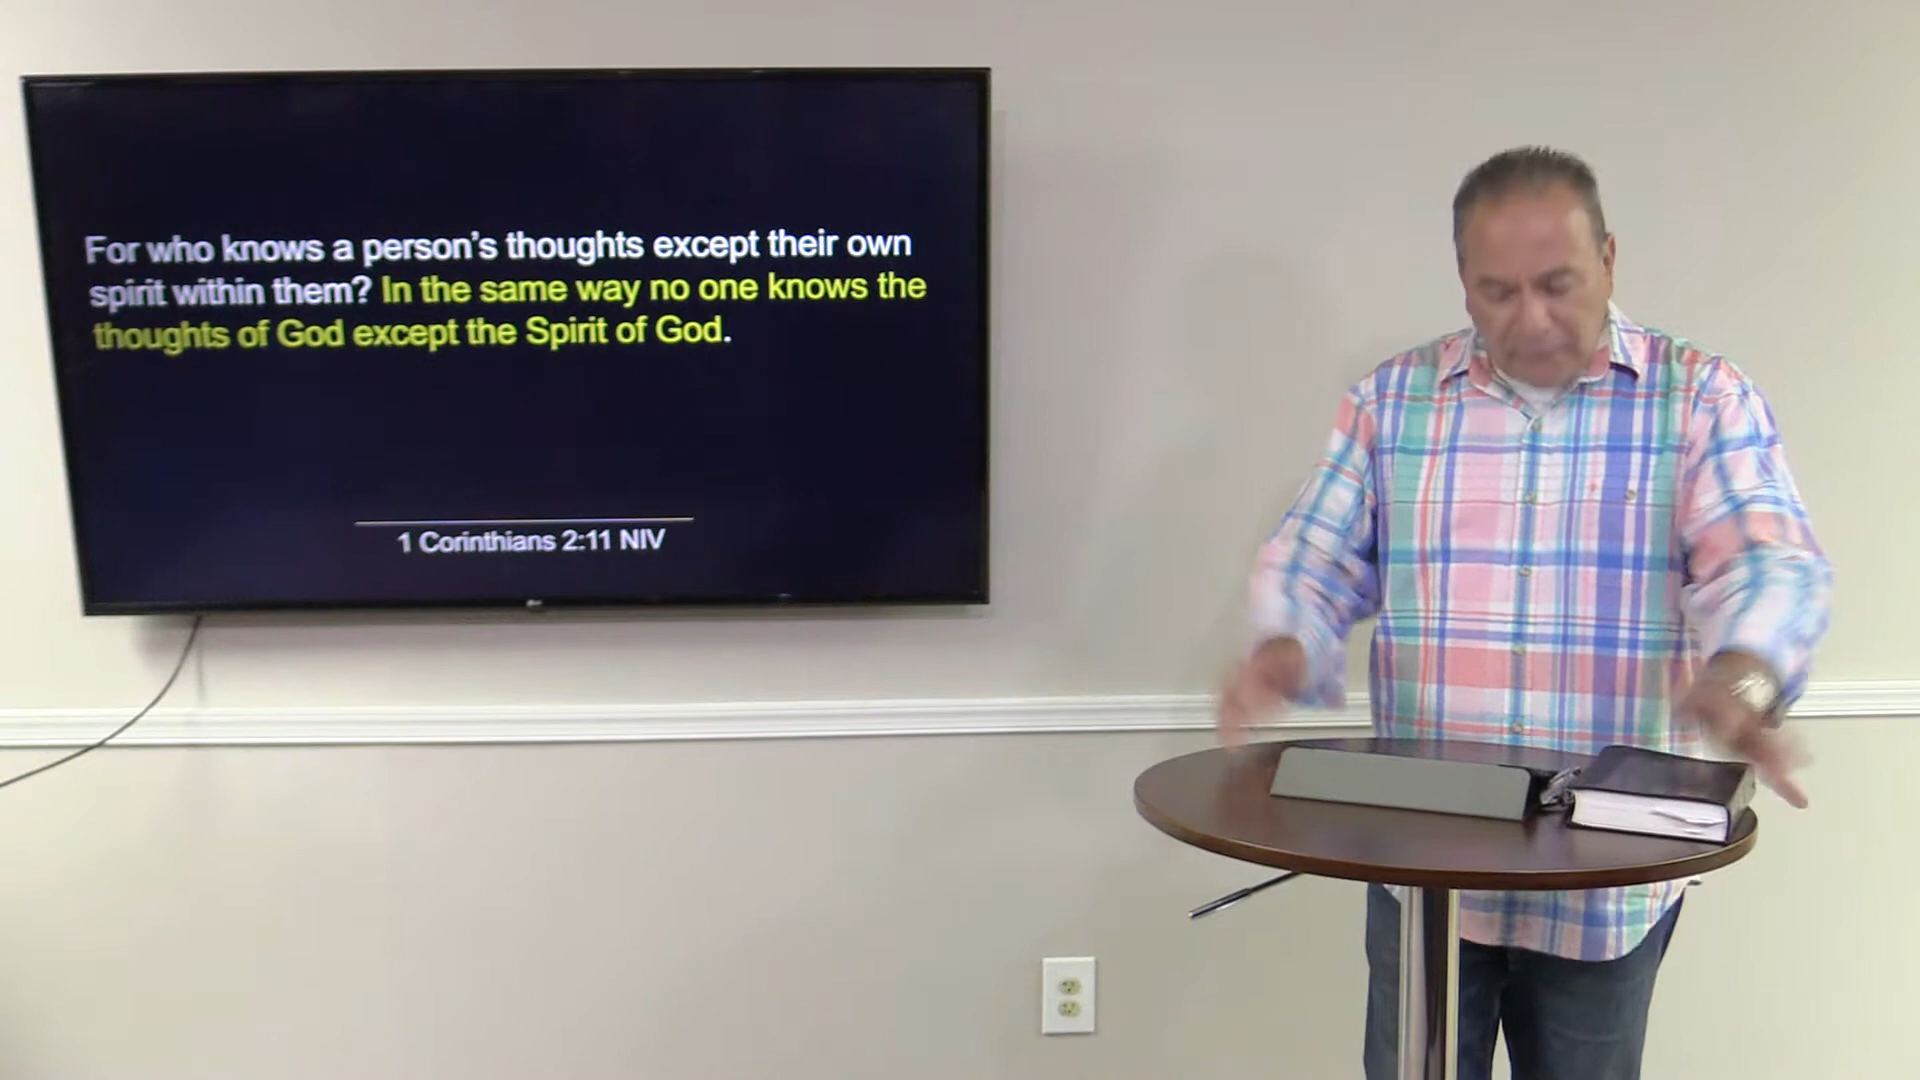 For who knows a person's thoughts except their own
spirit within them? In the same way no one knows the
thoughts of God except the Spirit of God.
1 Corinthians 2:11 NIV